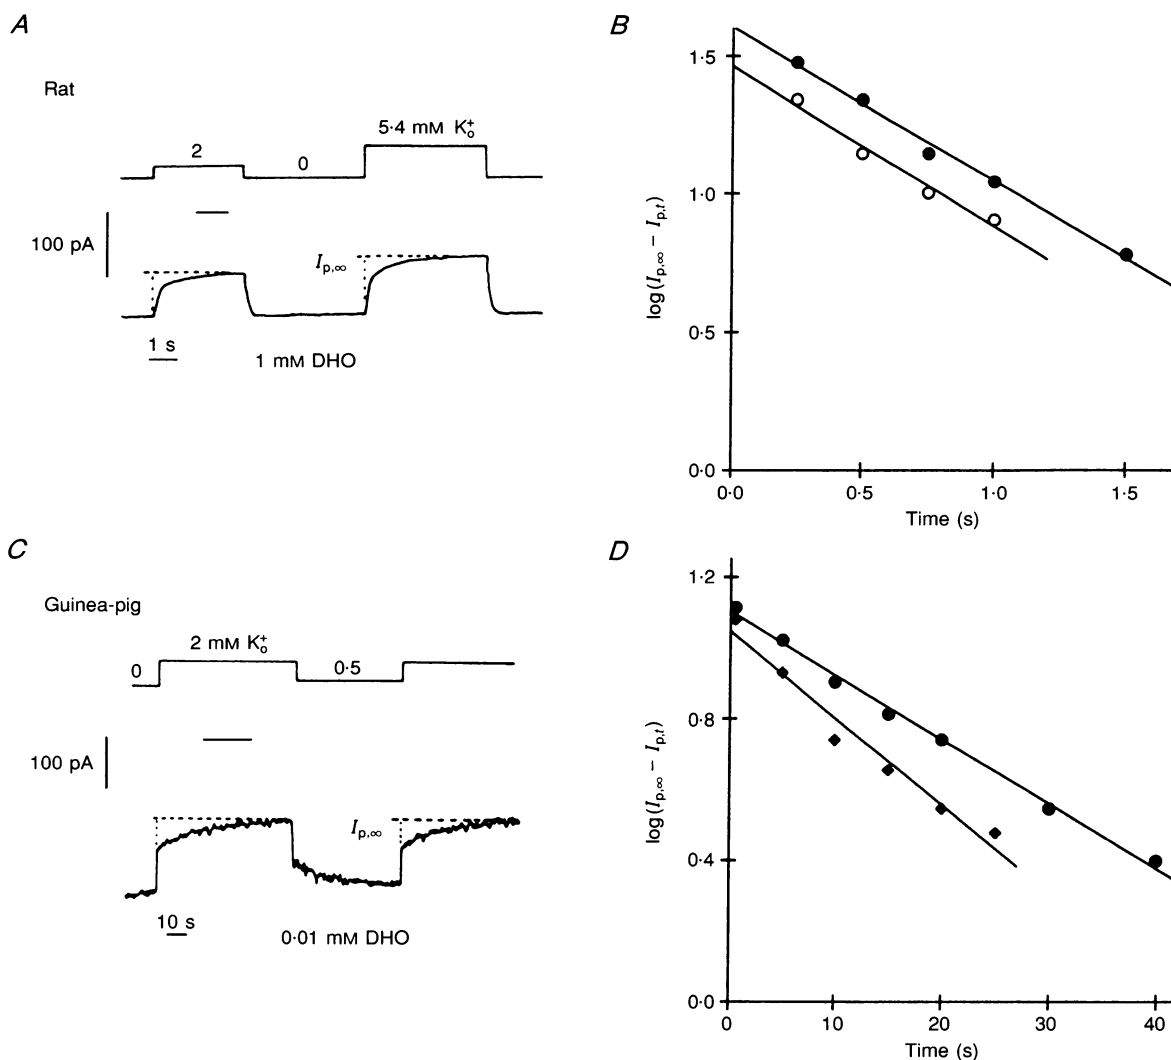 A
Rat
2
0
5·4 mM K⁺ₒ
100 pA
Iₚ,∞
1 s
1 mM DHO
B
log(Iₚ,∞ − Iₚ,ₜ)
1·5
1·0
0·5
0·0
0·0
0·5
1·0
1·5
Time (s)
C
Guinea-pig
0
2 mM K⁺ₒ
0·5
100 pA
Iₚ,∞
10 s
0·01 mM DHO
D
log(Iₚ,∞ − Iₚ,ₜ)
1·2
0·8
0·4
0·0
0
10
20
30
40
Time (s)